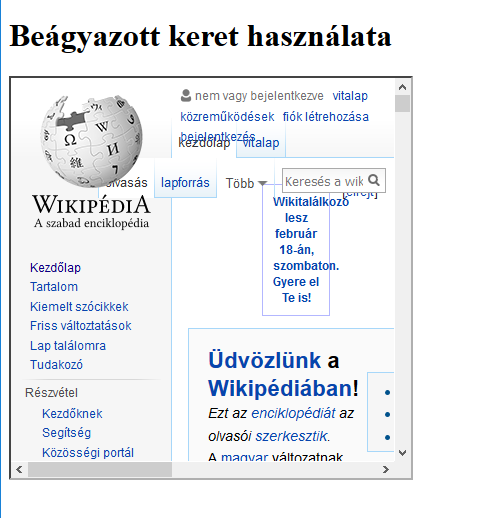 Beágyazott keret használata
nem vagy bejelentkezve vitalap
közreműködések fiók létrehozása
bejelentkezés
kezdőlap vitalap
olvasás lapforrás Több Keresés a wik
WIKIPÉDIA
A szabad enciklopédia
[elrejt]
Wikitalálkozó
lesz
február
18-án,
szombaton.
Gyere el
Te is!
Kezdőlap
Tartalom
Kiemelt szócikkek
Friss változtatások
Lap találomra
Tudakozó
Részvétel
Kezdőknek
Segítség
Közösségi portál
Üdvözlünk a
Wikipédiában!
Ezt az enciklopédiát az
olvasói szerkesztik.
A magyar változatnak